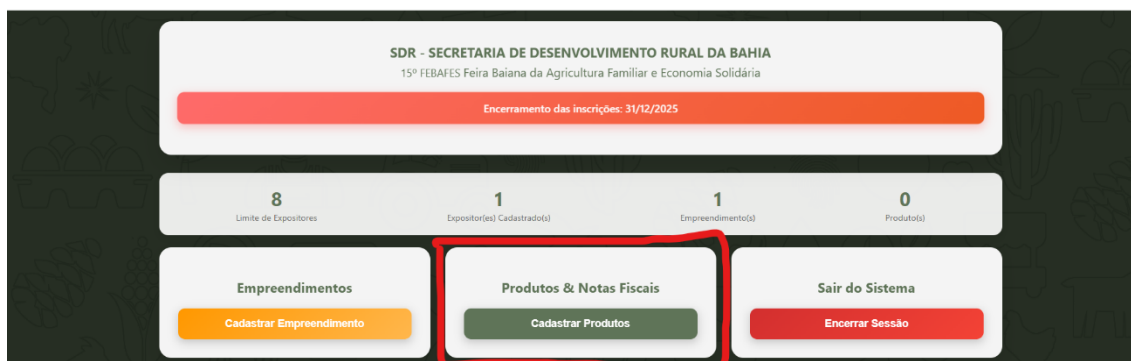 SDR - SECRETARIA DE DESENVOLVIMENTO RURAL DA BAHIA
15º FEBAFES Feira Baiana da Agricultura Familiar e Economia Solidária
Encerramento das inscrições: 31/12/2025
8
Limite de Expositores
1
Expositor(es) Cadastrado(s)
1
Empreendimento(s)
0
Produto(s)
Empreendimentos
Cadastrar Empreendimento
Produtos & Notas Fiscais
Cadastrar Produtos
Sair do Sistema
Encerrar Sessão